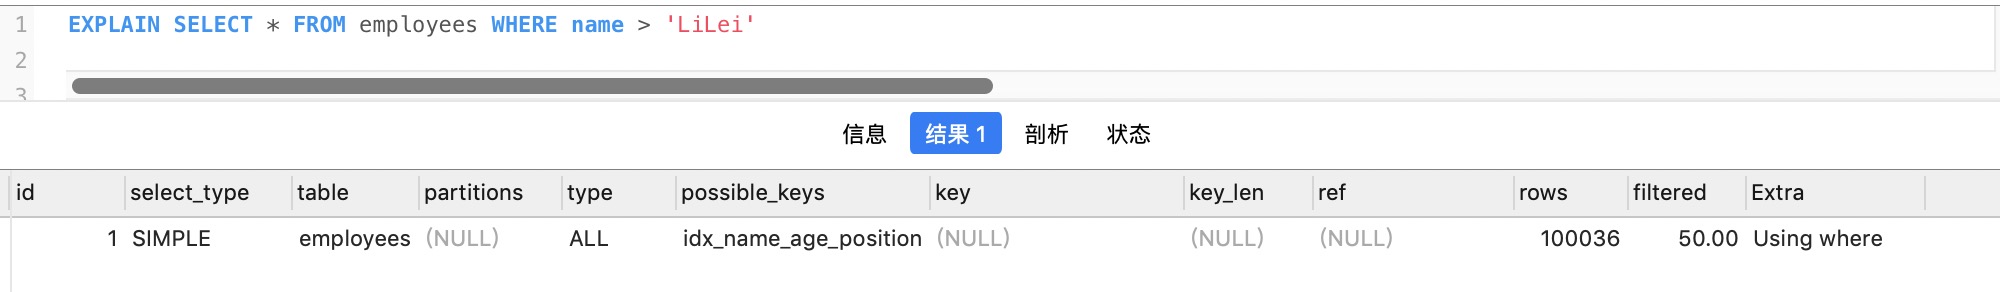 1 EXPLAIN SELECT * FROM employees WHERE name > 'LiLei'
2
3
信息 结果 1 剖析 状态
id select_type table partitions type possible_keys key key_len ref rows filtered Extra
1 SIMPLE employees (NULL) ALL idx_name_age_position (NULL) (NULL) (NULL) 100036 50.00 Using where